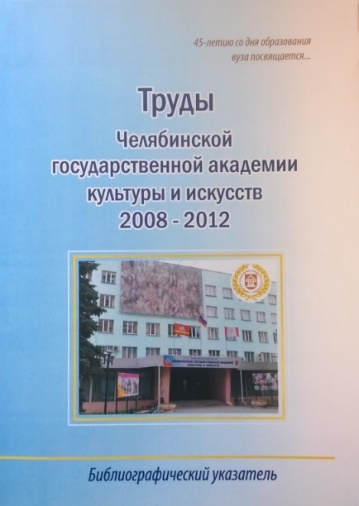 45-летию со дня образования
вуза посвящается...
Труды
Челябинской
государственной академии
культуры и искусств
2008 - 2012
Библиографический указатель